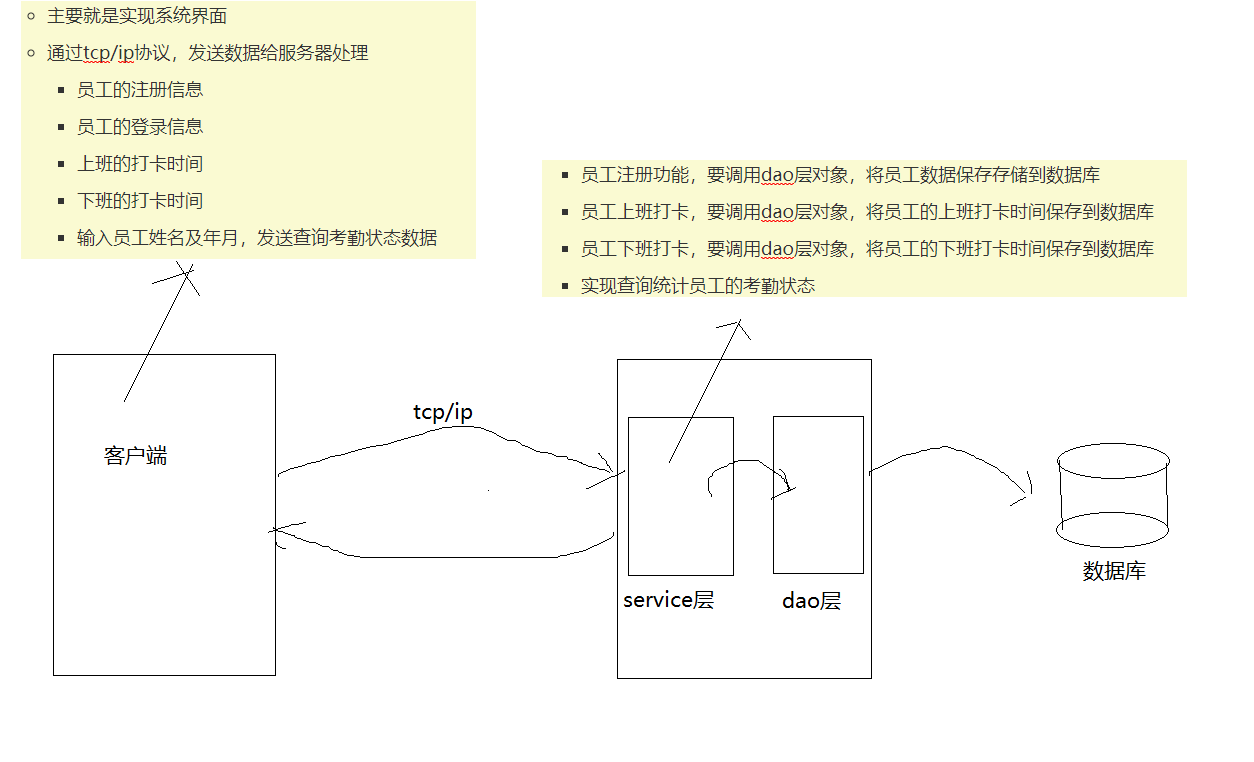 主要就是实现系统界面
通过tcp/ip协议，发送数据给服务器处理
员工的注册信息
员工的登录信息
上班的打卡时间
下班的打卡时间
输入员工姓名及年月，发送查询考勤状态数据
员工注册功能，要调用dao层对象，将员工数据保存存储到数据库
员工上班打卡，要调用dao层对象，将员工的上班打卡时间保存到数据库
员工下班打卡，要调用dao层对象，将员工的下班打卡时间保存到数据库
实现查询统计员工的考勤状态
tcp/ip
客户端
数据库
service层
dao层